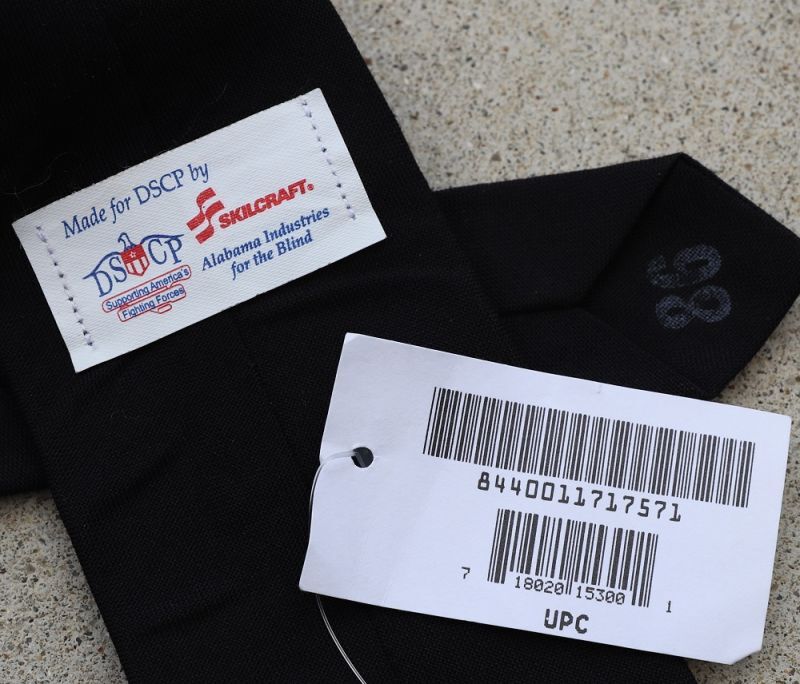 Made for DSCP by
SKILCRAFT®
DSCP
Supporting America's
Fighting Forces
Alabama Industries
for the Blind
8440011717571
7 18020 15300 1
UPC